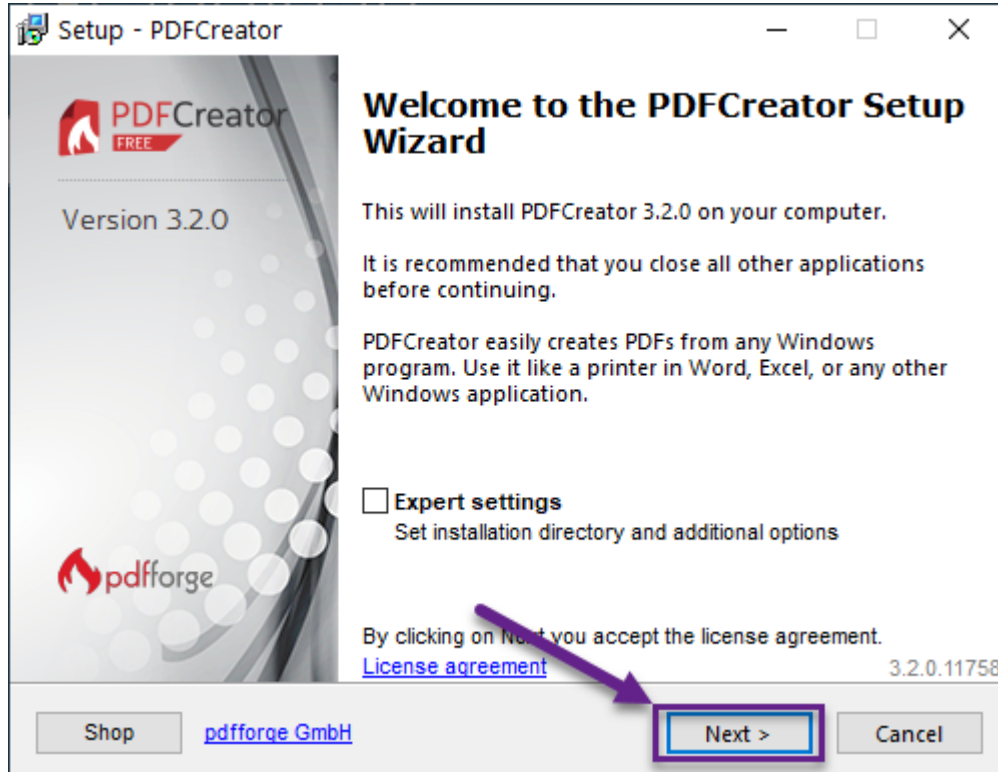 Setup - PDFCreator
PDFCreator
FREE
Version 3.2.0
Welcome to the PDFCreator Setup
Wizard
This will install PDFCreator 3.2.0 on your computer.
It is recommended that you close all other applications
before continuing.
PDFCreator easily creates PDFs from any Windows
program. Use it like a printer in Word, Excel, or any other
Windows application.
Expert settings
Set installation directory and additional options
pdfforge
By clicking on Next you accept the license agreement.
License agreement
3.2.0.11758
Shop
pdfforge GmbH
Next >
Cancel